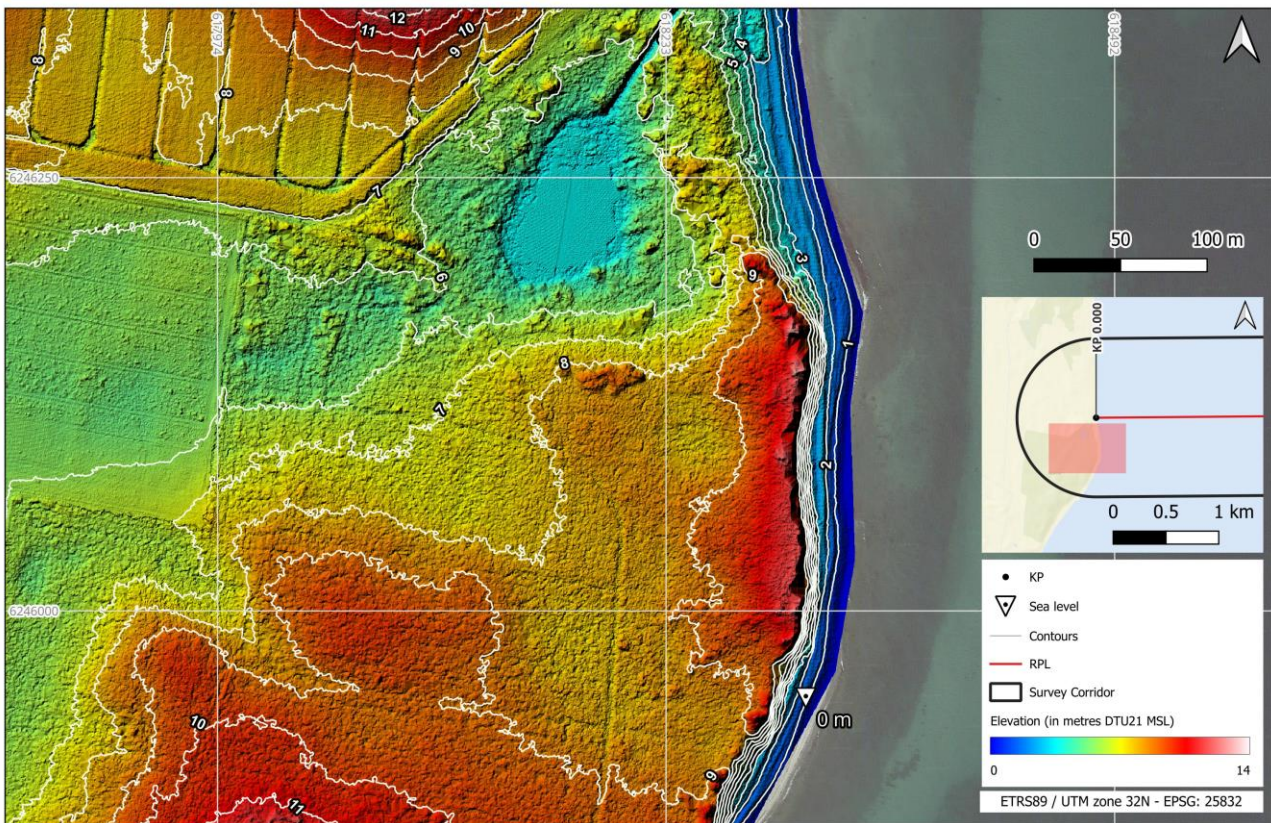 617974
618233
618492
12
11
10
9
8
8
7
5
4
6246250
6
3
9
1
8
7
2
6246000
10
9
11
0 m
0 50 100 m
KP 0.000
0 0.5 1 km
KP
Sea level
Contours
RPL
Survey Corridor
Elevation (in metres DTU21 MSL)
0 14
ETRS89 / UTM zone 32N - EPSG: 25832